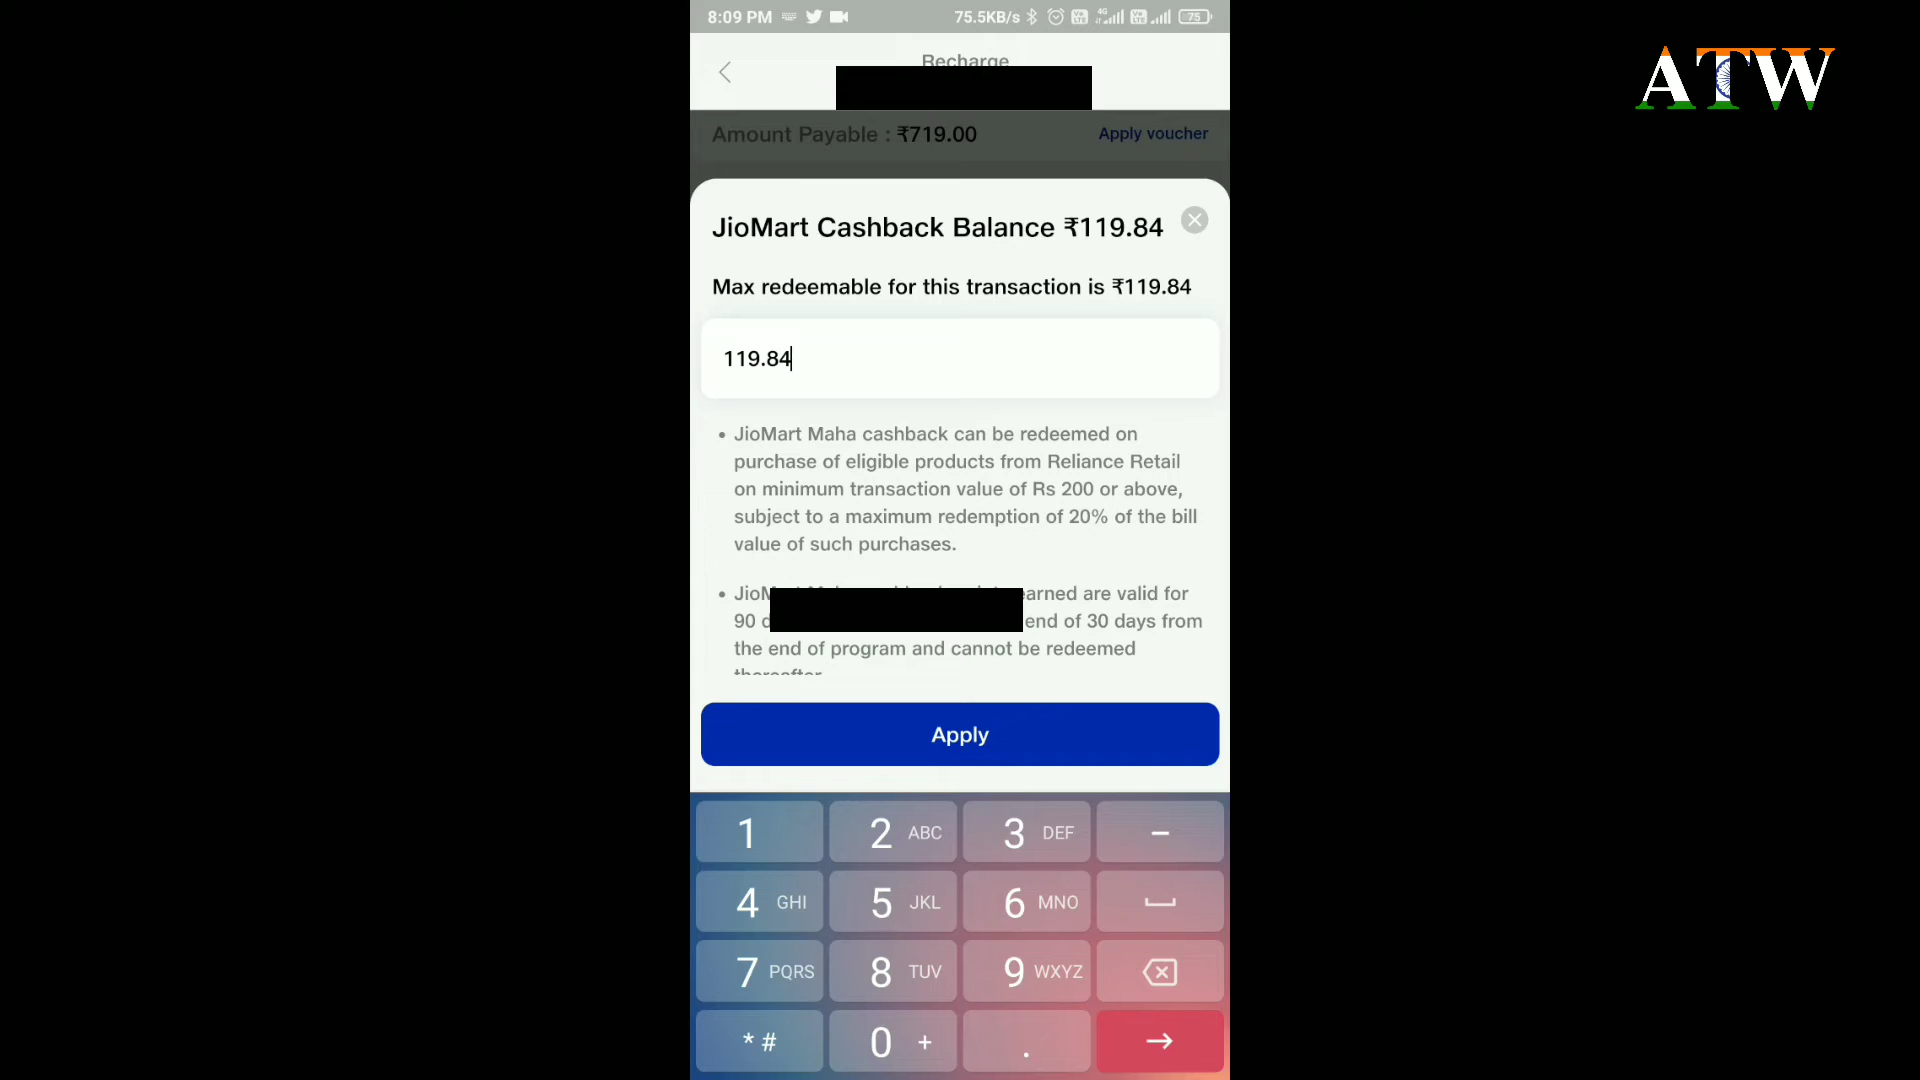 8:09 PM 75.5KB/s 4G 75
Recharge
ATW
Amount Payable : ₹719.00 Apply voucher
JioMart Cashback Balance ₹119.84
Max redeemable for this transaction is ₹119.84
119.84
• JioMart Maha cashback can be redeemed on
purchase of eligible products from Reliance Retail
on minimum transaction value of Rs 200 or above,
subject to a maximum redemption of 20% of the bill
value of such purchases.
• are valid for
90 end of 30 days from
the end of program and cannot be redeemed
thereafter
Apply
1 2 ABC 3 DEF –
4 GHI 5 JKL 6 MNO
7 PQRS 8 TUV 9 WXYZ
* # 0 + .